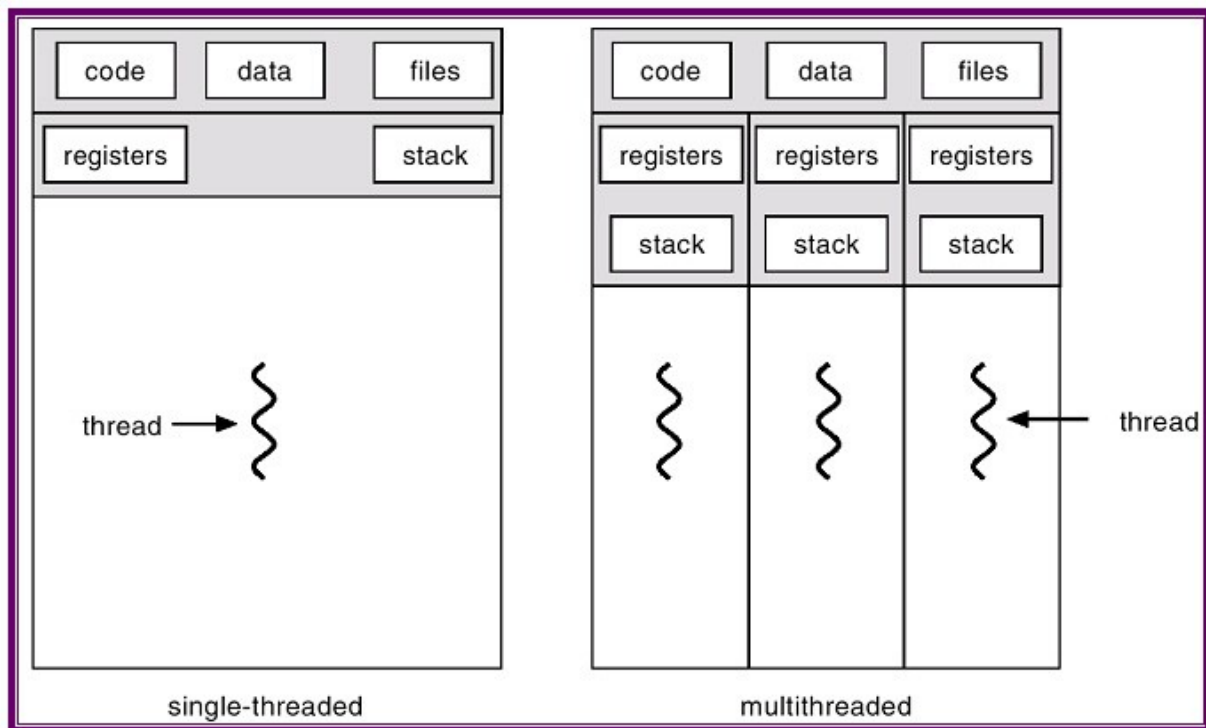 code data files
registers stack
thread
single-threaded
code data files
registers registers registers
stack stack stack
thread
multithreaded